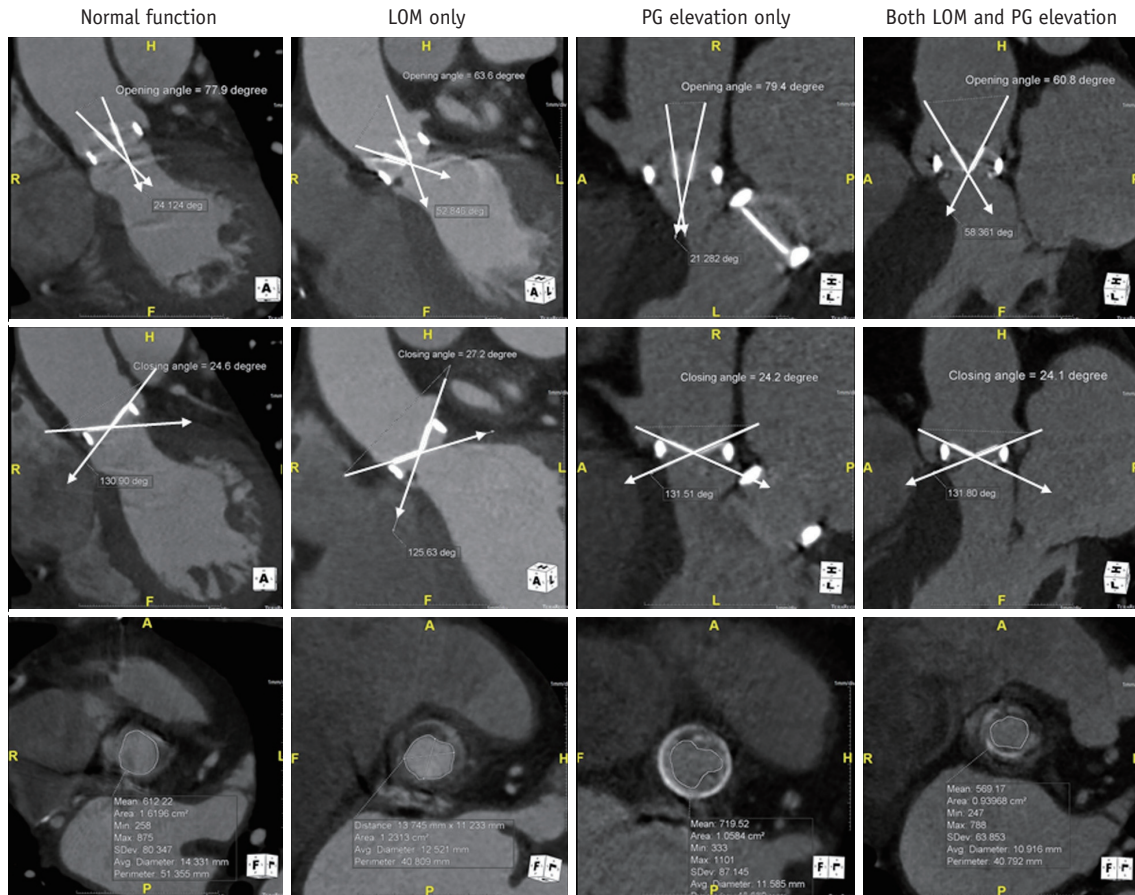 Normal function
LOM only
PG elevation only
Both LOM and PG elevation
H
Opening angle = 77.9 degree
R
24.124 deg
A
F
H
Opening angle = 63.6 degree
R
L
52.846 deg
A
F
R
Opening angle = 79.4 degree
A
P
21.282 deg
H
L
L
H
Opening angle = 60.8 degree
A
P
58.361 deg
H
L
F
H
Closing angle = 24.6 degree
R
130.90 deg
A
F
H
Closing angle = 27.2 degree
R
L
125.63 deg
A
F
R
Closing angle = 24.2 degree
A
P
131.51 deg
H
L
L
H
Closing angle = 24.1 degree
A
131.80 deg
H
L
F
A
R
L
Mean: 612.22
Area: 1.6196 cm²
Min: 258
Max: 875
SDev: 80.347
Avg. Diameter: 14.331 mm
Perimeter: 51.355 mm
F
P
A
F
H
Distance: 13.745 mm x 11.233 mm
Area: 1.2313 cm²
Avg. Diameter: 12.521 mm
Perimeter: 40.809 mm
F
P
A
F
H
Mean: 719.52
Area: 1.0584 cm²
Min: 333
Max: 1101
SDev: 87.145
Avg. Diameter: 11.585 mm
P
A
R
Mean: 569.17
Area: 0.93968 cm²
Min: 247
Max: 788
SDev: 63.853
Avg. Diameter: 10.916 mm
Perimeter: 40.792 mm
F
P